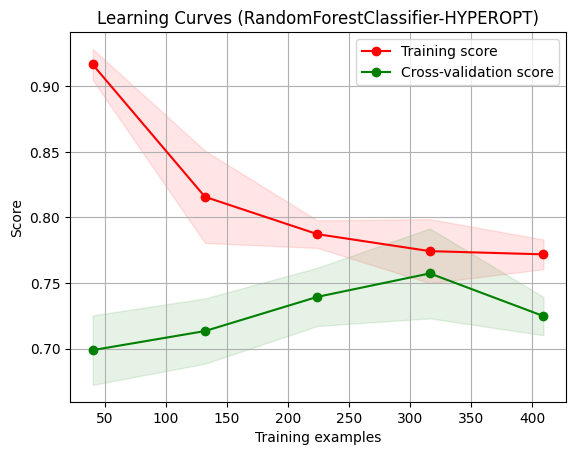 Learning Curves (RandomForestClassifier-HYPEROPT)
Training score
Cross-validation score
Score
0.90
0.85
0.80
0.75
0.70
50 100 150 200 250 300 350 400
Training examples